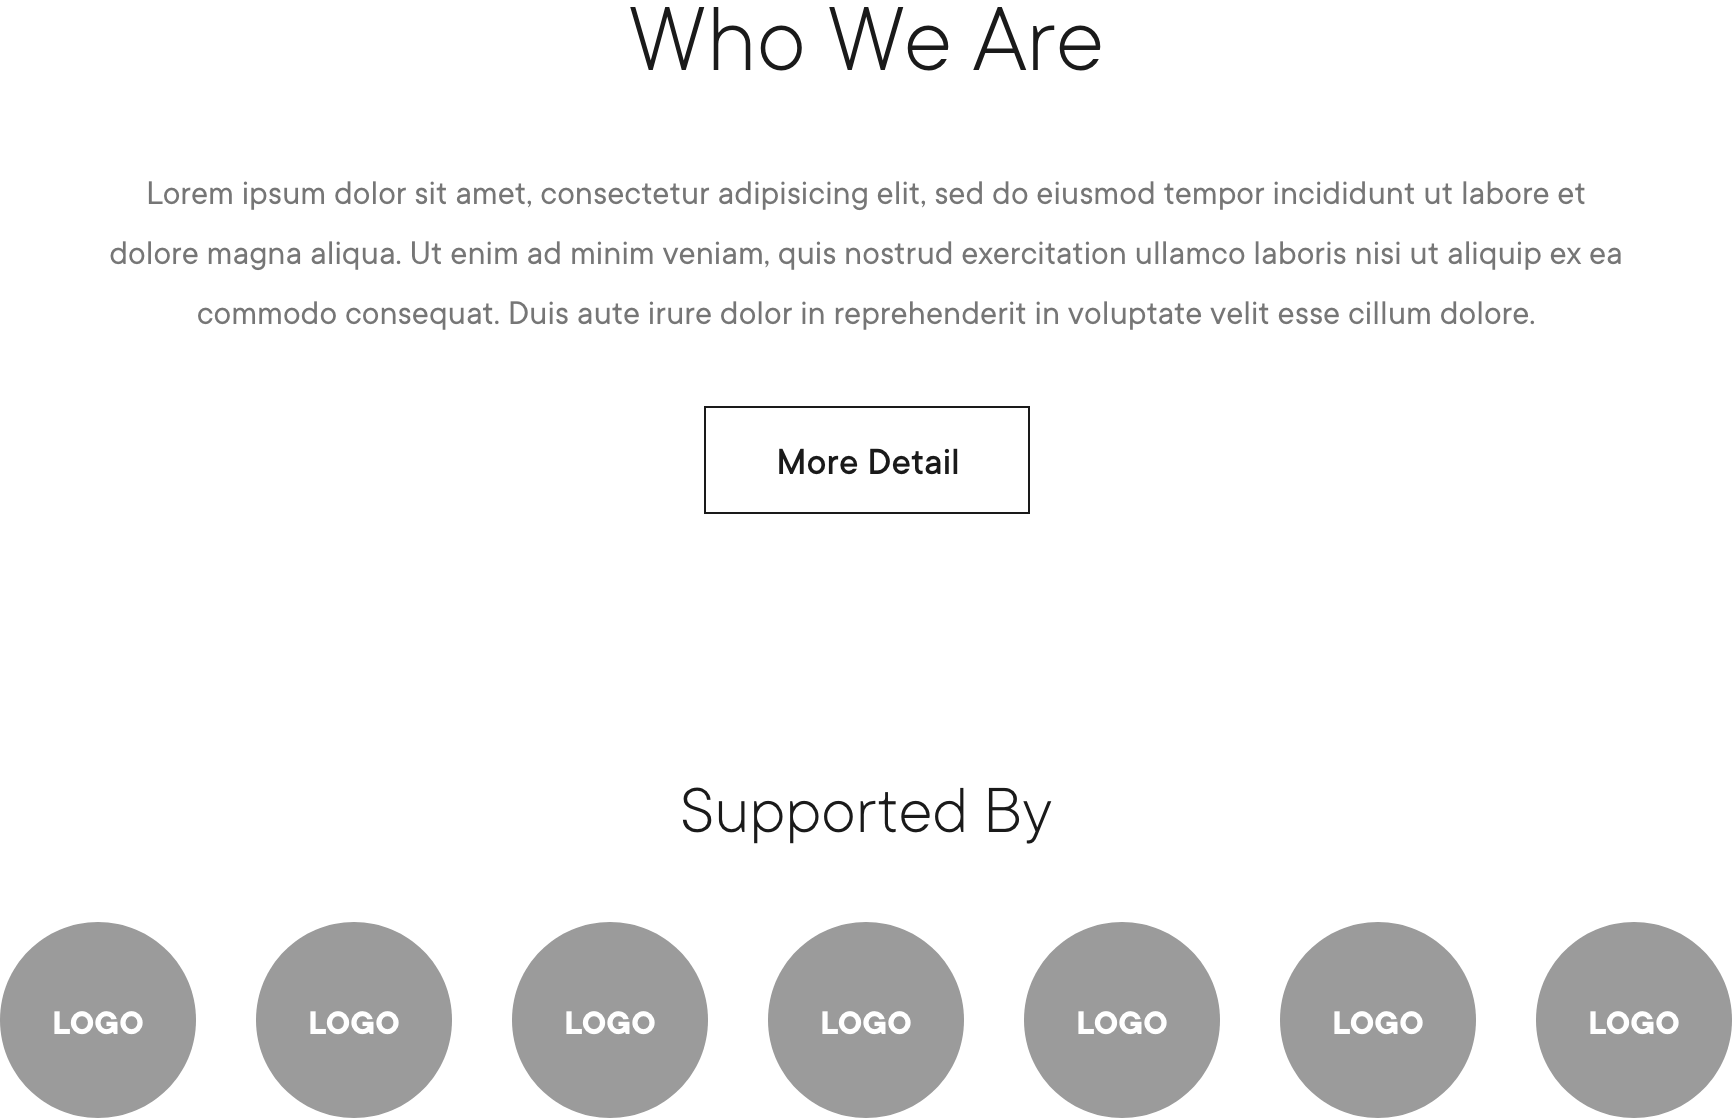 Who We Are
Lorem ipsum dolor sit amet, consectetur adipisicing elit, sed do eiusmod tempor incididunt ut labore et
dolore magna aliqua. Ut enim ad minim veniam, quis nostrud exercitation ullamco laboris nisi ut aliquip ex ea
commodo consequat. Duis aute irure dolor in reprehenderit in voluptate velit esse cillum dolore.
More Detail
Supported By
LOGO LOGO LOGO LOGO LOGO LOGO LOGO